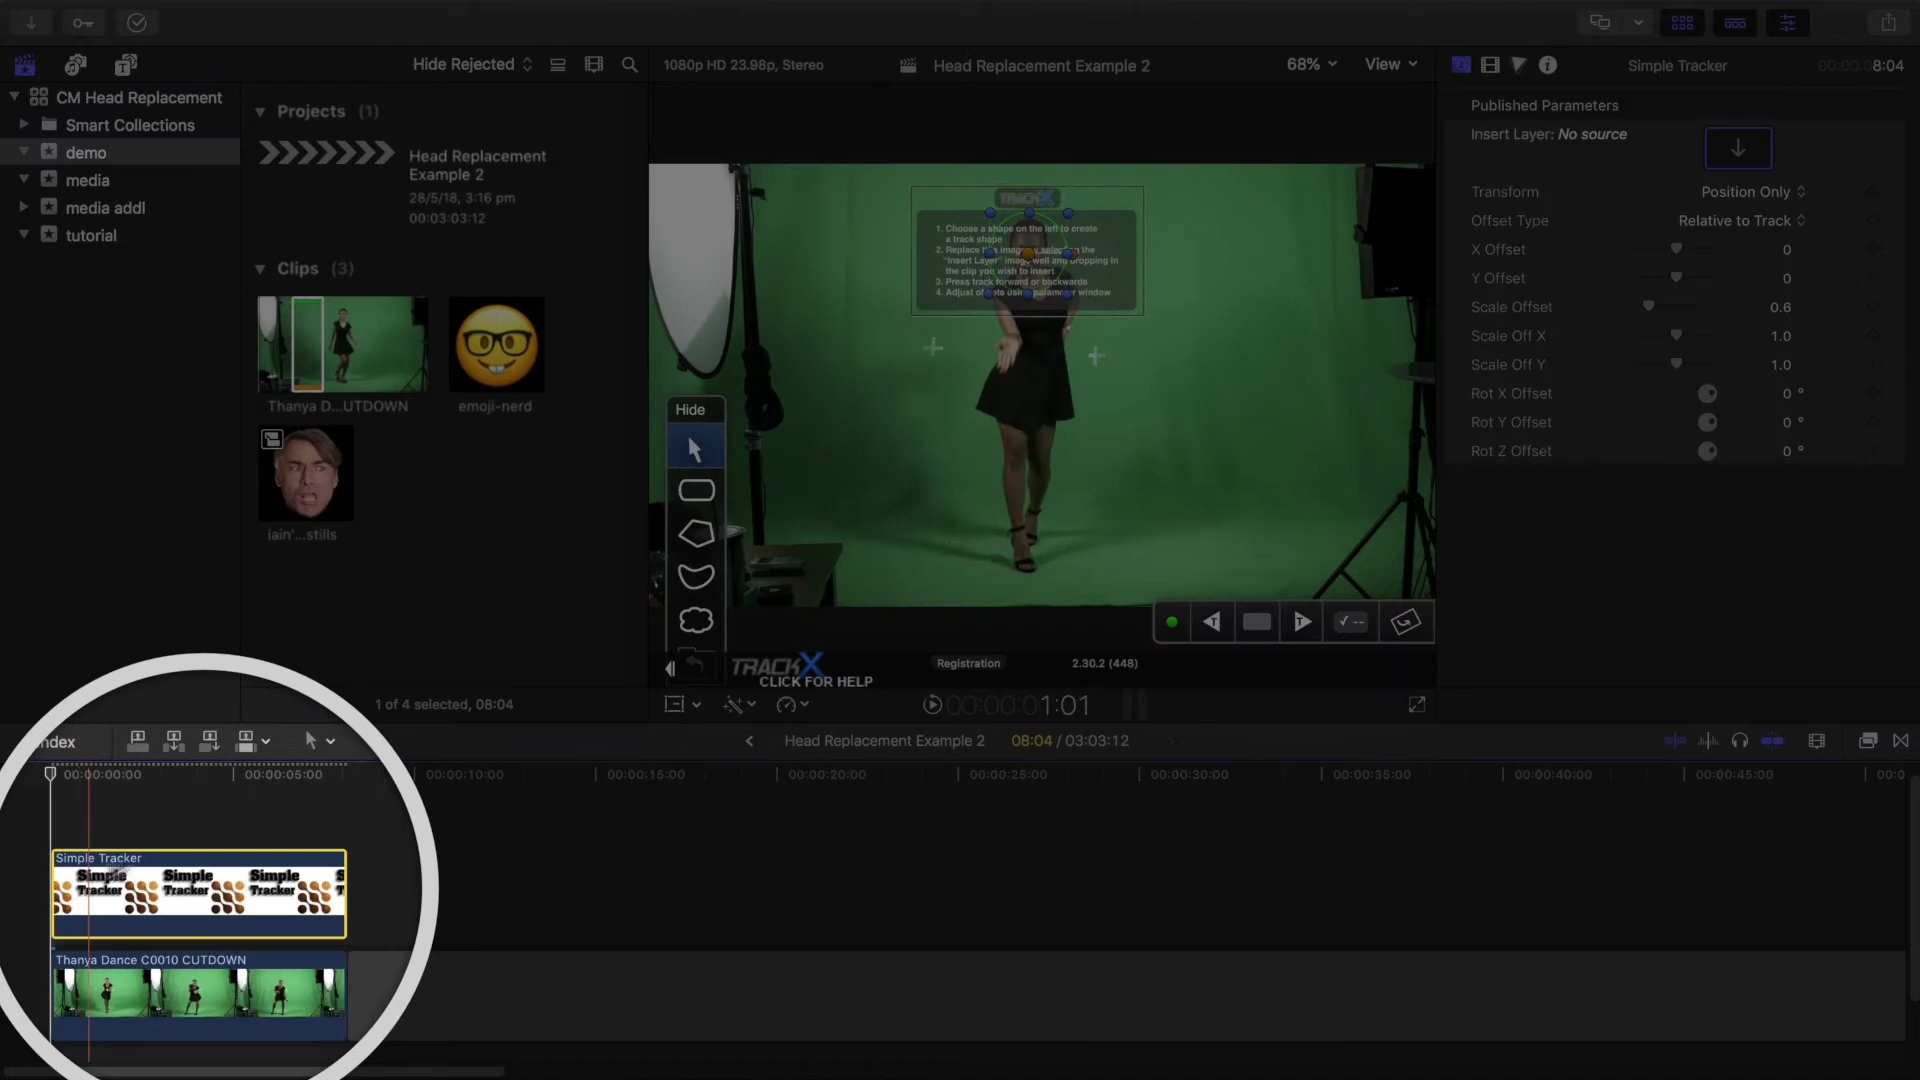 Hide Rejected
1080p HD 23.98p, Stereo
Head Replacement Example 2
68%
View
Simple Tracker
00:00:08:04
CM Head Replacement
Smart Collections
demo
media
media addl
tutorial
Projects (1)
Head Replacement
Example 2
28/5/18, 3:16 pm
00:03:03:12
Clips (3)
Thanya D...UTDOWN
emoji-nerd
iain'...stills
1 of 4 selected, 08:04
TRACKX
1. Choose a shape on the left to create
a track shape
2. Replace this image by selecting the
"Insert Layer" image well and dropping in
the clip you wish to insert
3. Press track forward or backwards
4. Adjust offsets using parameter window
Hide
TRACKX
CLICK FOR HELP
Registration
2.30.2 (448)
00:00:00:01:01
Published Parameters
Insert Layer: No source
Transform
Position Only
Offset Type
Relative to Track
X Offset
0
Y Offset
0
Scale Offset
0.6
Scale Off X
1.0
Scale Off Y
1.0
Rot X Offset
0 °
Rot Y Offset
0 °
Rot Z Offset
0 °
ndex
Head Replacement Example 2
08:04 / 03:03:12
00:00:00:00
00:00:05:00
00:00:10:00
00:00:15:00
00:00:20:00
00:00:25:00
00:00:30:00
00:00:35:00
00:00:40:00
00:00:45:00
00:0
Simple Tracker
Simple
Tracker
Simple
Tracker
Simple
Tracker
S
T
Thanya Dance C0010 CUTDOWN